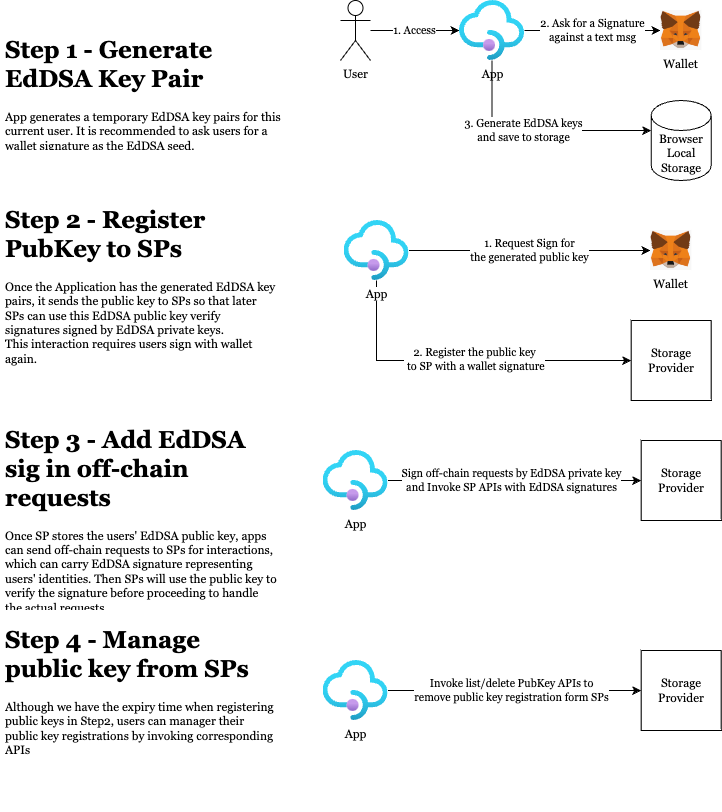 Step 1 - Generate
EdDSA Key Pair
App generates a temporary EdDSA key pairs for this
current user. It is recommended to ask users for a
wallet signature as the EdDSA seed.
1. Access
2. Ask for a Signature
against a text msg
User
App
Wallet
3. Generate EdDSA keys
and save to storage
Browser
Local
Storage
Step 2 - Register
PubKey to SPs
Once the Application has the generated EdDSA key
pairs, it sends the public key to SPs so that later
SPs can use this EdDSA public key verify
signatures signed by EdDSA private keys.
This interaction requires users sign with wallet
again.
1. Request Sign for
the generated public key
App
Wallet
2. Register the public key
to SP with a wallet signature
Storage
Provider
Step 3 - Add EdDSA
sig in off-chain
requests
Once SP stores the users' EdDSA public key, apps
can send off-chain requests to SPs for interactions,
which can carry EdDSA signature representing
users' identities. Then SPs will use the public key to
verify the signature before proceeding to handle
the actual requests
Sign off-chain requests by EdDSA private key
and Invoke SP APIs with EdDSA signatures
App
Storage
Provider
Step 4 - Manage
public key from SPs
Although we have the expiry time when registering
public keys in Step2, users can manager their
public key registrations by invoking corresponding
APIs
Invoke list/delete PubKey APIs to
remove public key registration form SPs
App
Storage
Provider